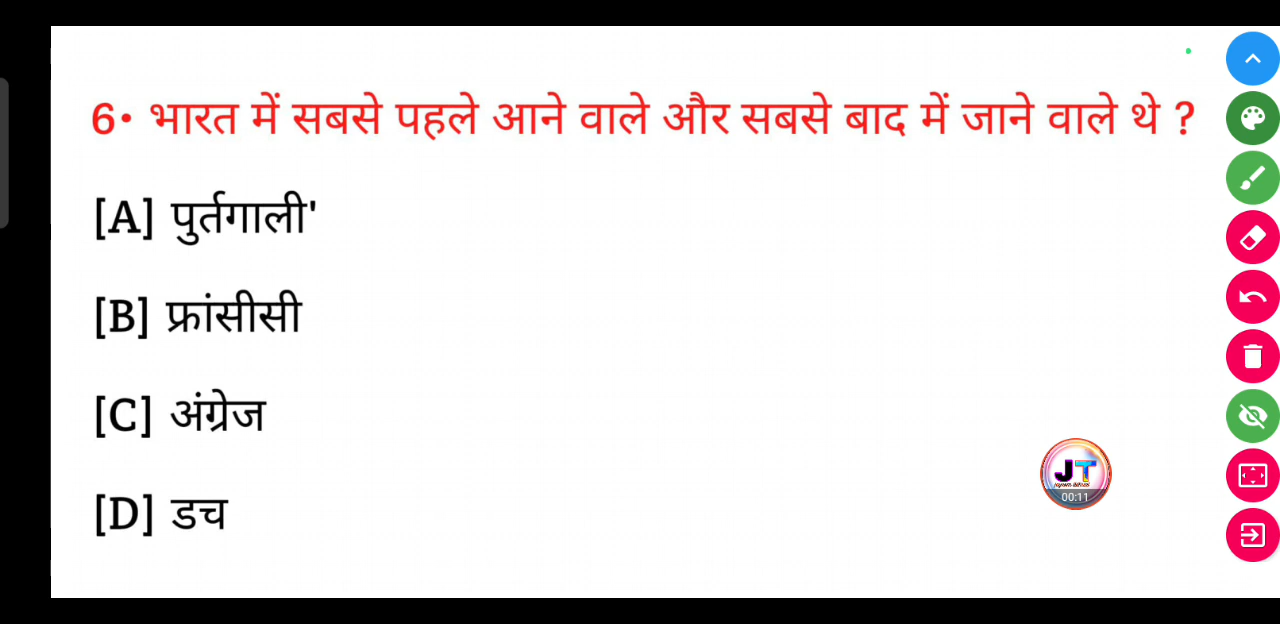 6• भारत में सबसे पहले आने वाले और सबसे बाद में जाने वाले थे ?
[A] पुर्तगाली'
[B] फ्रांसीसी
[C] अंग्रेज
[D] डच
JT
00:11